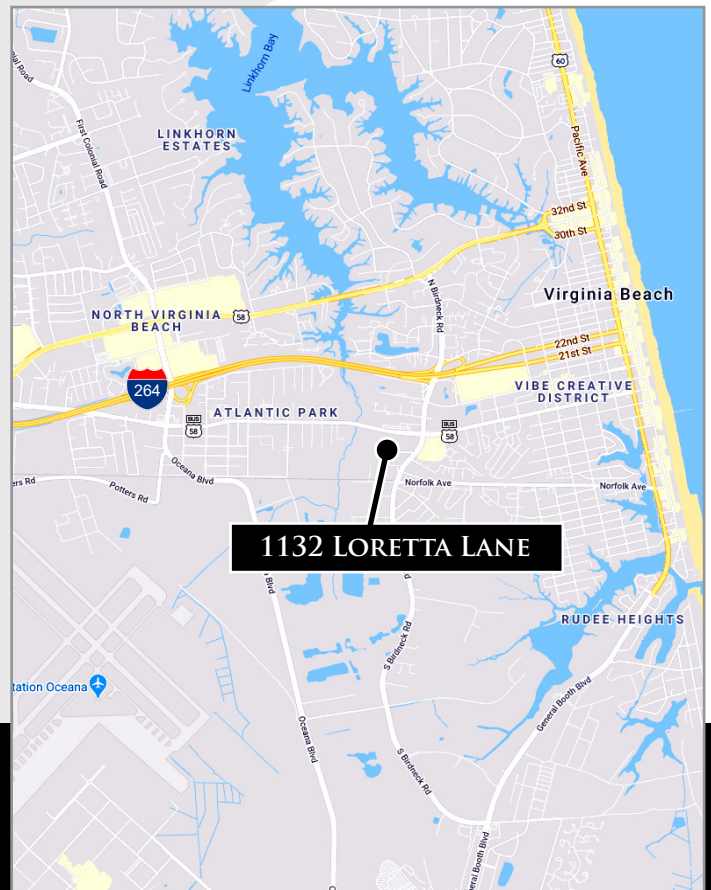 Linkhorn Bay
60
Pacific Ave
First Colonial Road
LINKHORN
ESTATES
32nd St
30th St
N Birdneck Rd
Virginia Beach
58
NORTH VIRGINIA
BEACH
22nd St
21st St
264
VIBE CREATIVE
DISTRICT
ATLANTIC PARK
BUS
58
BUS
58
Oceana Blvd
Potters Rd
Rd
Norfolk Ave
Norfolk Ave
1132 LORETTA LANE
Blvd
S Birdneck Rd
RUDEE HEIGHTS
Oceana
General Booth Blvd
Oceana Blvd
S Birdneck Rd
Booth Blvd